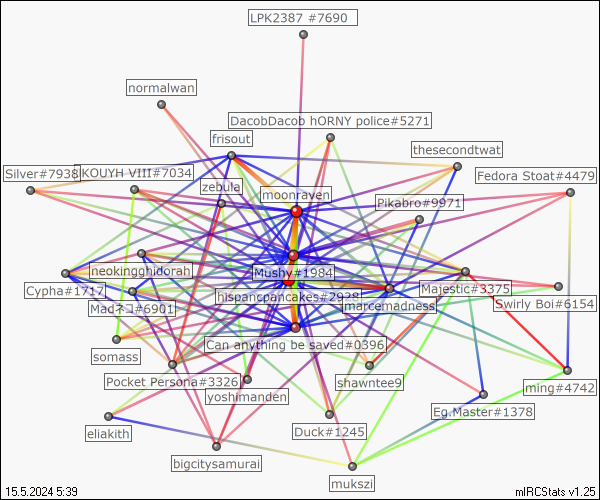 LPK2387 #7690
normalwan
DacobDacob hORNY police#5271
frisout
thesecondtwat
Silver#7938
KOUYH VIII#7034
Fedora Stoat#4479
zebula
moonraven
Pikabro#9971
neokingghidorah
Mushy#1984
Majestic#3375
Cypha#1717
hispancpancakes#2928
marcemadness
Swirly Boi#6154
Madネコ#6901
Can anything be saved#0396
somass
Pocket Persona#3326
shawntee9
ming#4742
yoshimanden
Eg.Master#1378
eliakith
Duck#1245
bigcitysamurai
mukszi
15.5.2024 5:39
mIRCStats v1.25